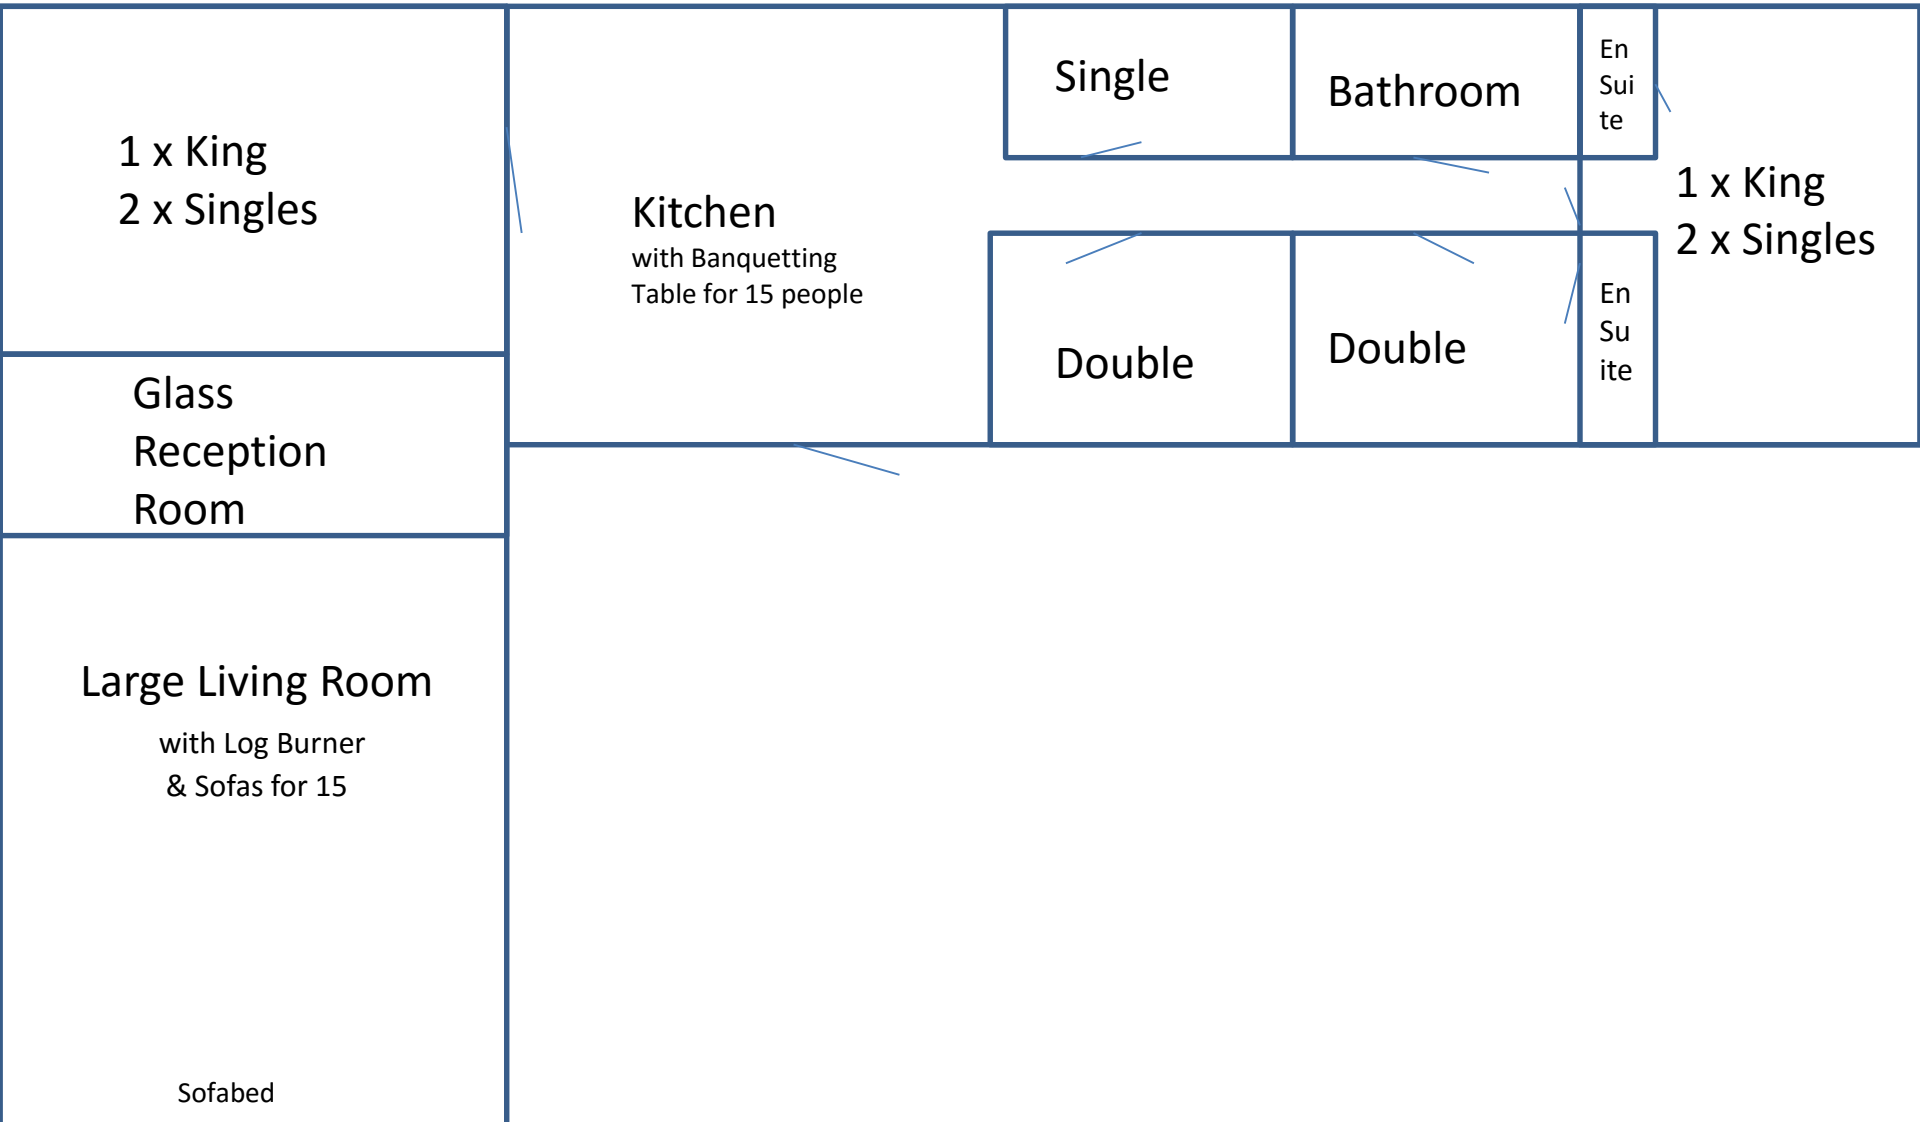 1 x King
2 x Singles
Glass
Reception
Room
Large Living Room
with Log Burner
& Sofas for 15
Sofabed
Kitchen
with Banquetting
Table for 15 people
Single
Bathroom
En
Sui
te
Double
Double
En
Su
ite
1 x King
2 x Singles